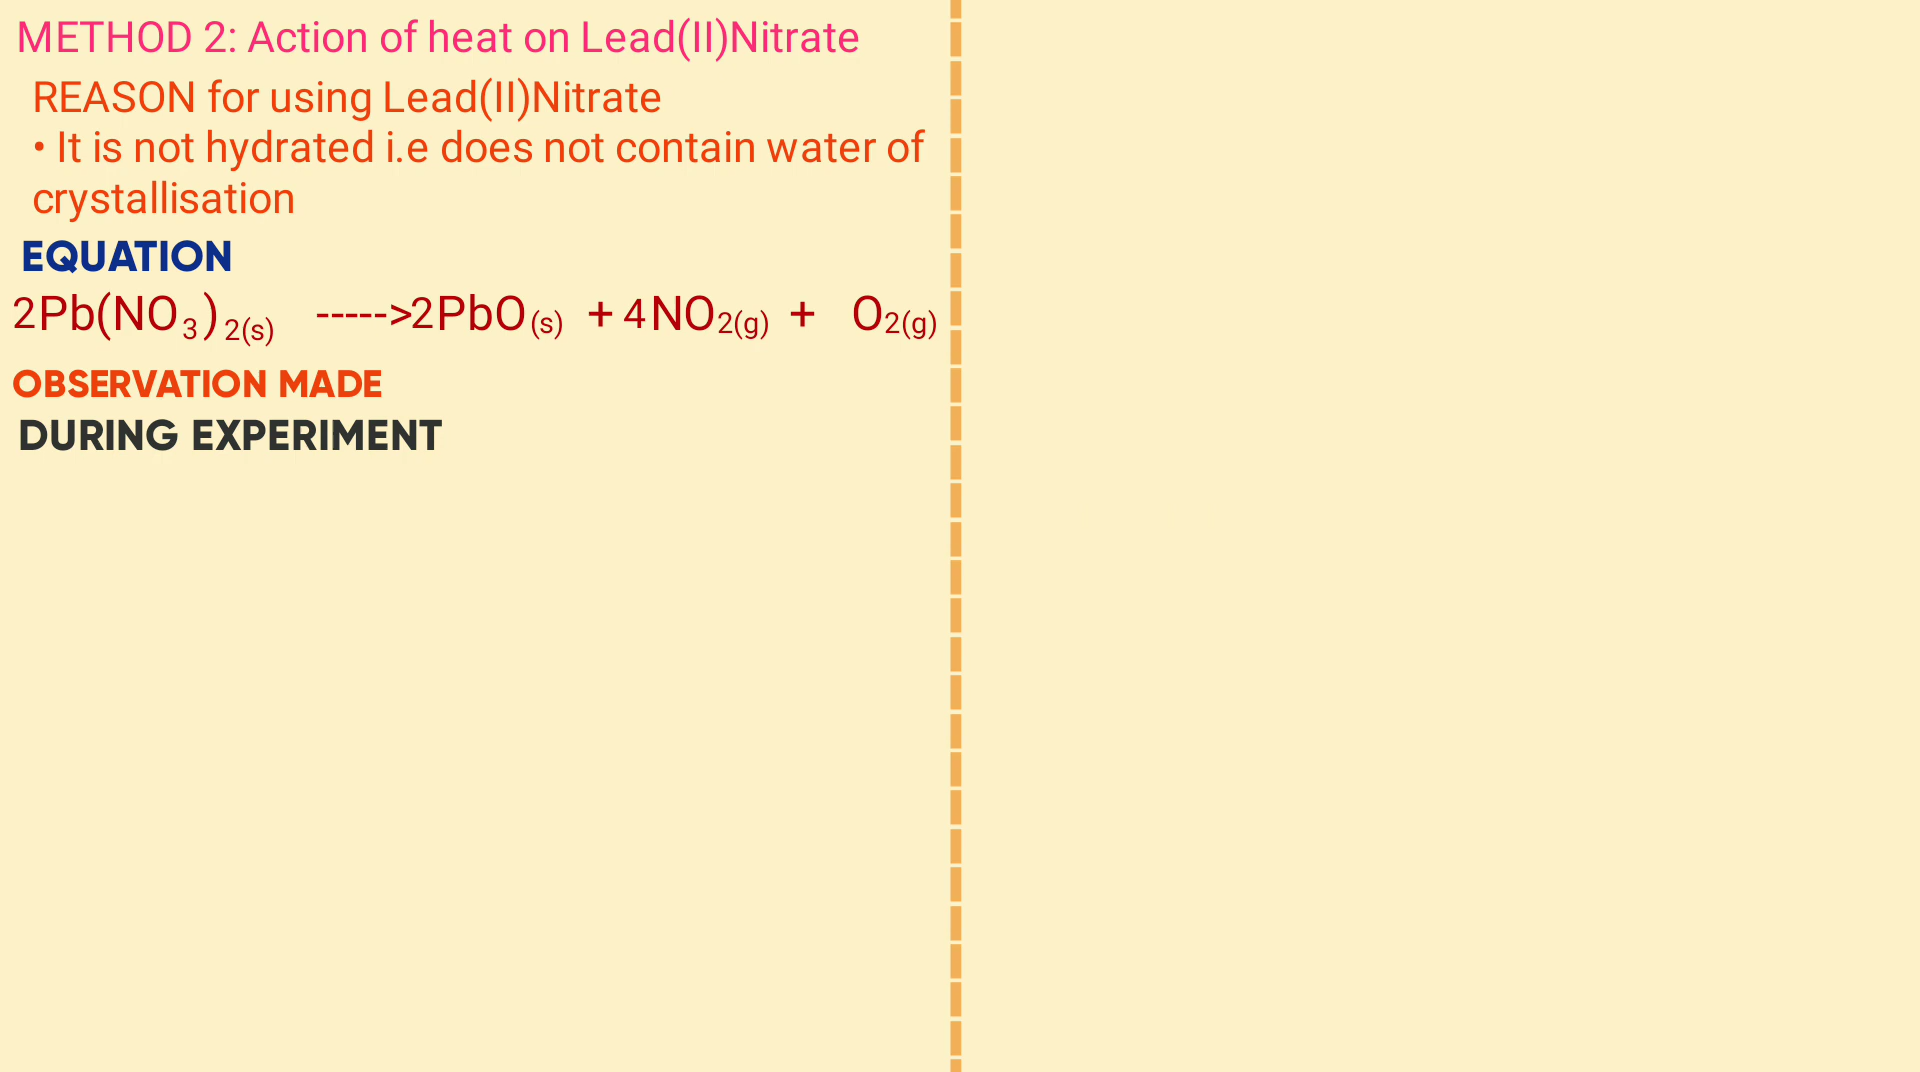 METHOD 2: Action of heat on Lead(II)Nitrate
REASON for using Lead(II)Nitrate
• It is not hydrated i.e does not contain water of
crystallisation
EQUATION
2Pb(NO3)2(s) ----->2PbO(s) + 4NO2(g) + O2(g)
OBSERVATION MADE
DURING EXPERIMENT